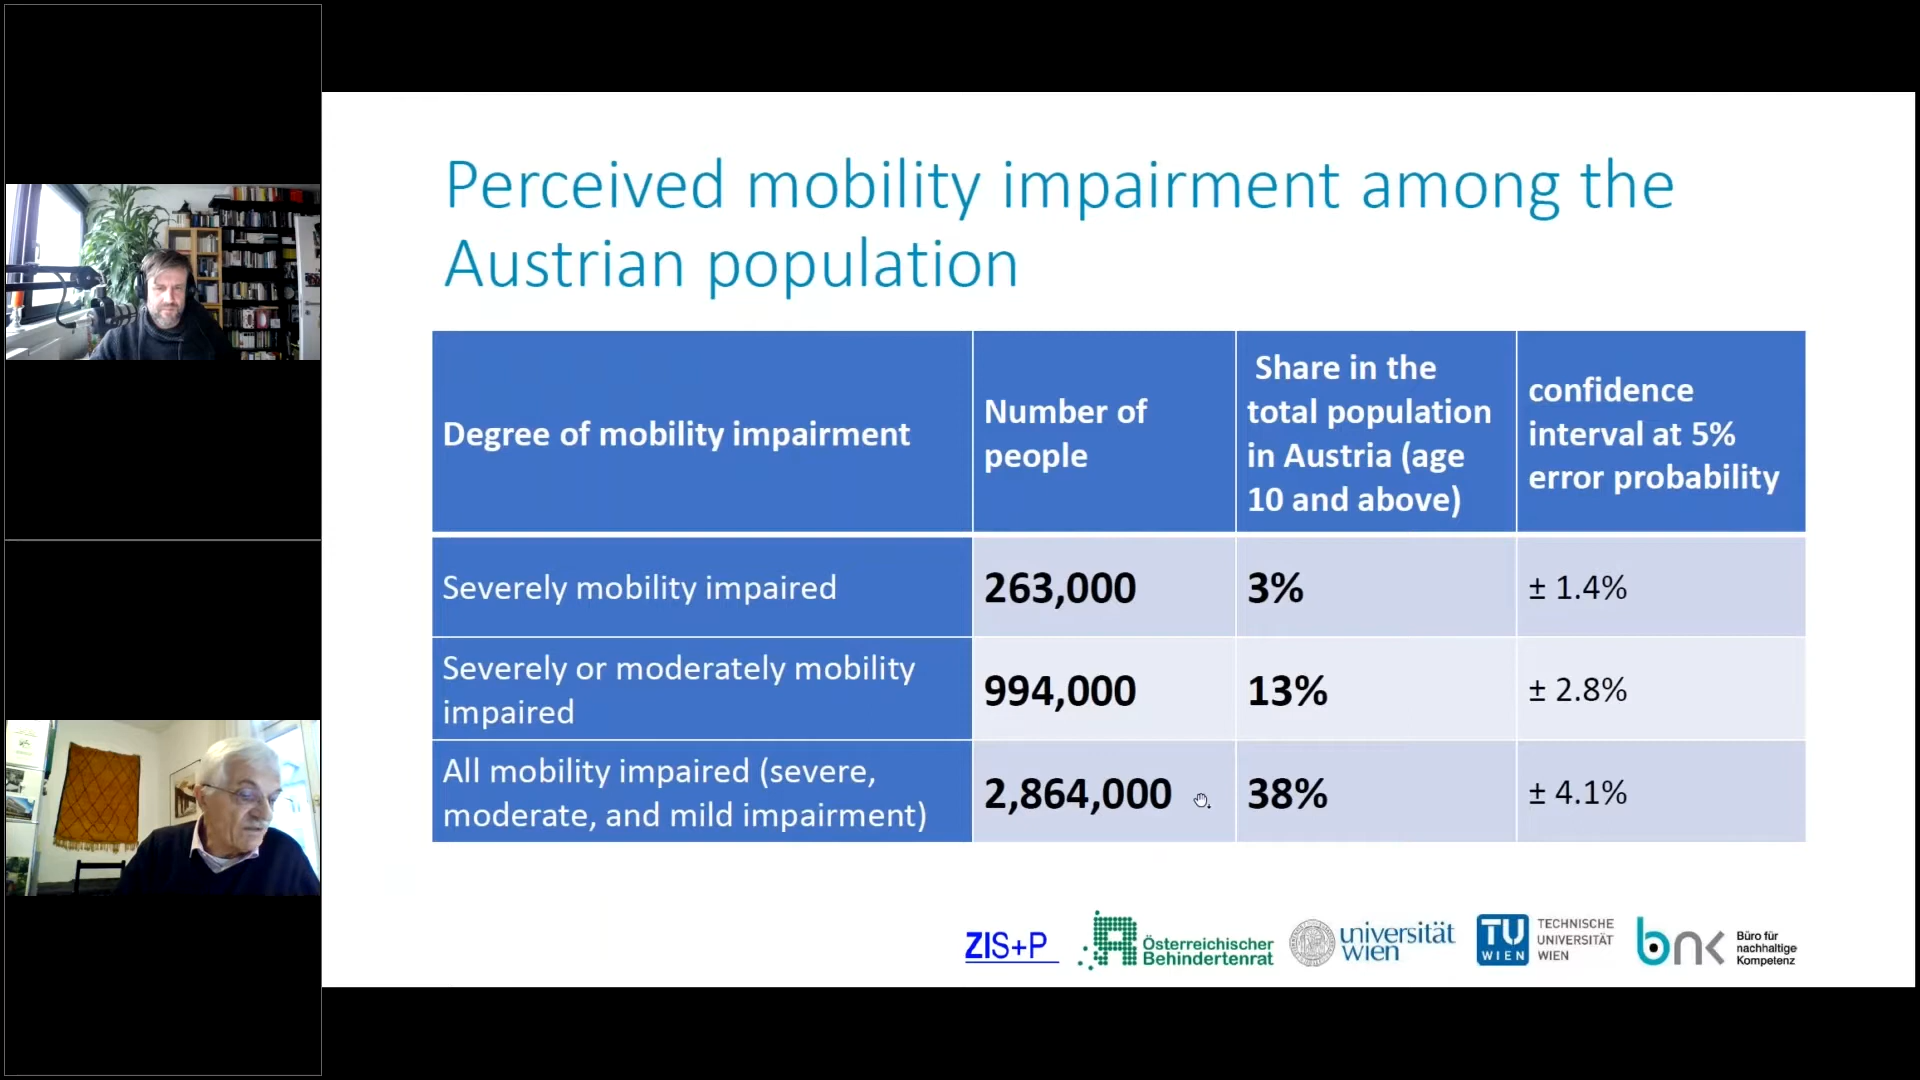 Perceived mobility impairment among the
Austrian population
Degree of mobility impairment
Number of
people
Share in the
total population
in Austria (age
10 and above)
confidence
interval at 5%
error probability
Severely mobility impaired
263,000
3%
± 1.4%
Severely or moderately mobility
impaired
994,000
13%
± 2.8%
All mobility impaired (severe,
moderate, and mild impairment)
2,864,000
38%
± 4.1%
ZIS+P
Österreichischer
Behindertenrat
universität
wien
TU
WIEN
TECHNISCHE
UNIVERSITÄT
WIEN
bnk
Büro für
nachhaltige
Kompetenz